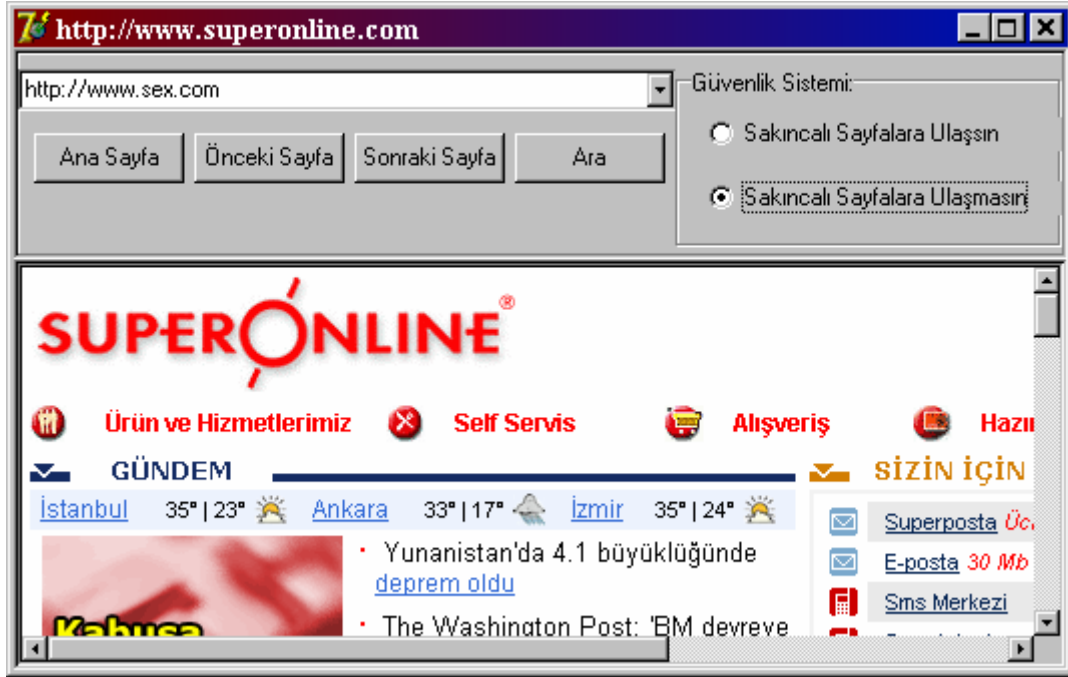 http://www.superonline.com
http://www.sex.com
Güvenlik Sistemi:
Sakıncalı Sayfalara Ulaşsın
Ana Sayfa Önceki Sayfa Sonraki Sayfa Ara
Sakıncalı Sayfalara Ulaşmasın
SUPERONLINE®
Ürün ve Hizmetlerimiz Self Servis Alışveriş
GÜNDEM SİZİN İÇİN
İstanbul 35° | 23° Ankara 33° | 17° İzmir 35° | 24°
Superposta
Yunanistan'da 4.1 büyüklüğünde
deprem oldu
E-posta 30 Mb
Sms Merkezi
Kabusa
The Washington Post: 'BM devreye